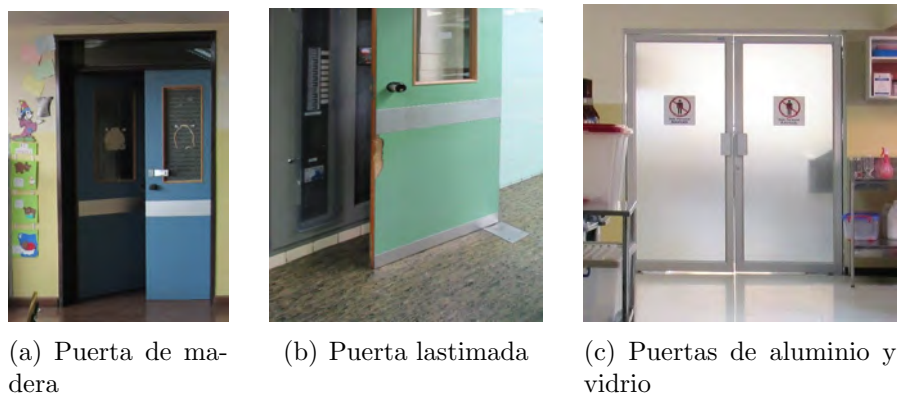 (a) Puerta de ma-
dera
(b) Puerta lastimada
(c) Puertas de aluminio y
vidrio